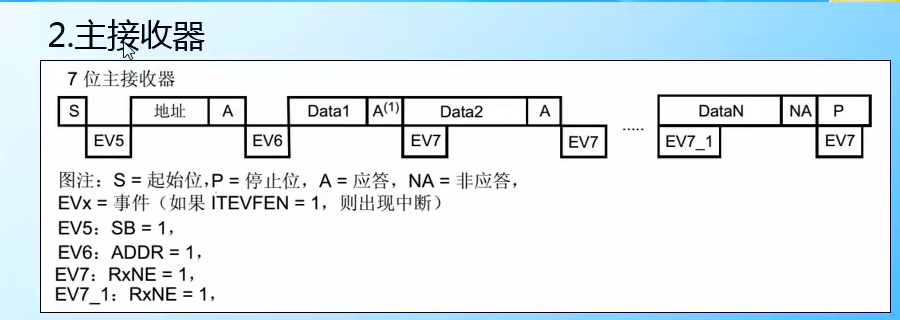 2.主接收器
7 位主接收器
S 地址 A Data1 A(1) Data2 A ..... DataN NA P
EV5 EV6 EV7 EV7 EV7_1 EV7
图注：S = 起始位,P = 停止位，A = 应答，NA = 非应答，
EVx = 事件（如果 ITEVFEN = 1，则出现中断）
EV5：SB = 1，
EV6：ADDR = 1，
EV7：RxNE = 1，
EV7_1：RxNE = 1，